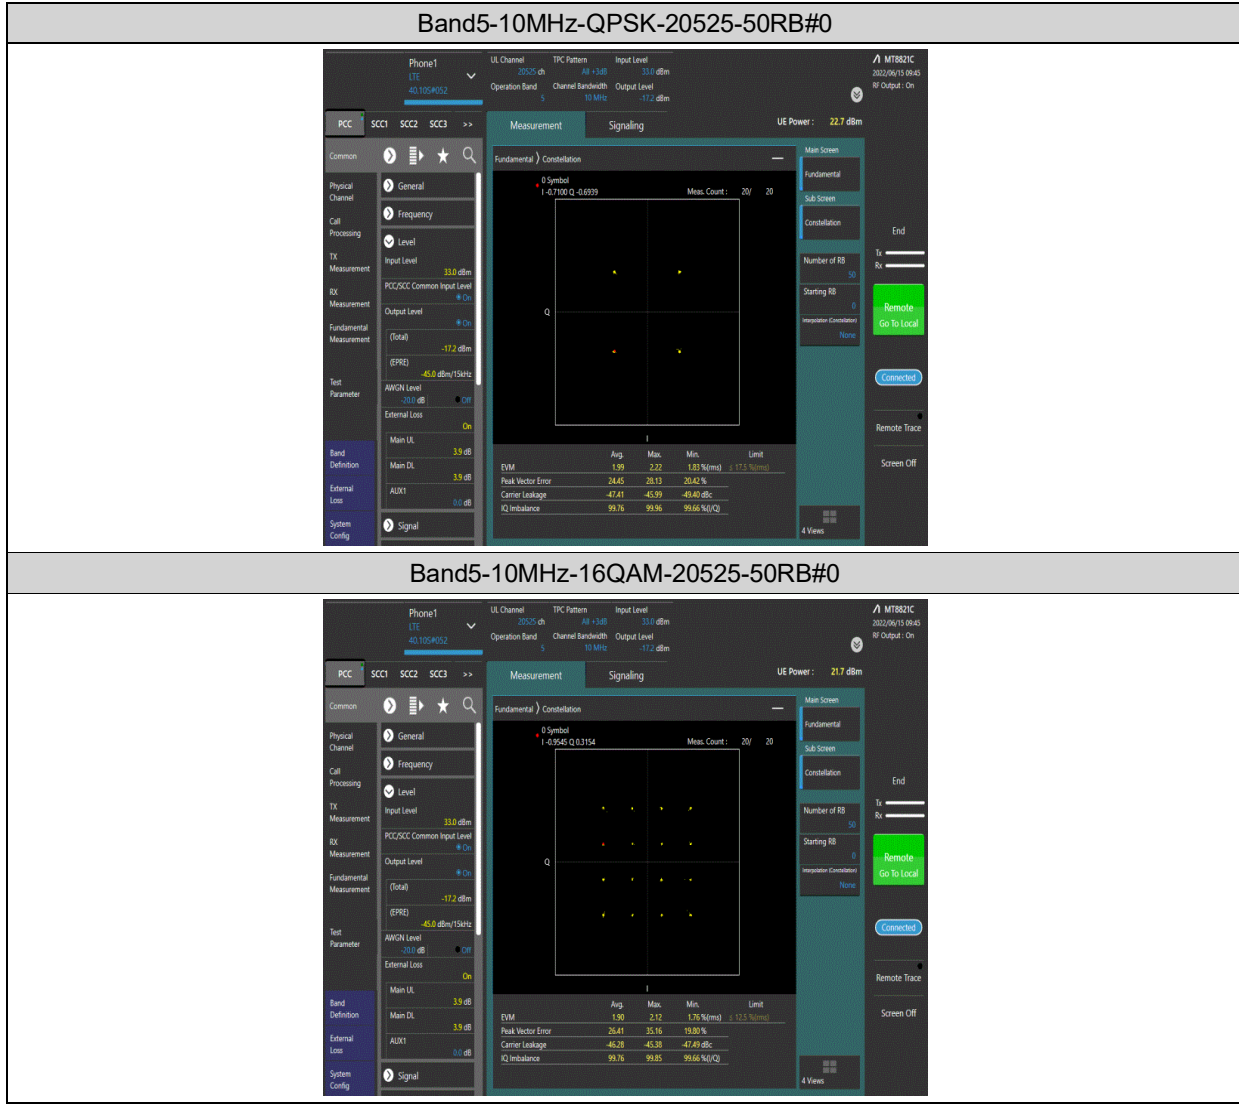 Band5-10MHz-QPSK-20525-50RB#0
Phone1
LTE
40.10S#052
UL Channel TPC Pattern Input Level
20525 ch All +3dB 33.0 dBm
Operation Band Channel Bandwidth Output Level
5 10 MHz -17.2 dBm
MT8821C
2022/06/15 09:45
RF Output : On
PCC SCC1 SCC2 SCC3 >>
Measurement Signaling
UE Power : 22.7 dBm
Common
Physical Channel
Call Processing
TX Measurement
RX Measurement
Fundamental Measurement
Test Parameter
Band Definition
External Loss
System Config
General
Frequency
Level
Input Level
33.0 dBm
PCC/SCC Common Input Level
On
Output Level
On
(Total)
-17.2 dBm
(EPRE)
-45.0 dBm/15kHz
AWGN Level
-20.0 dB Off
External Loss
On
Main UL
3.9 dB
Main DL
3.9 dB
AUX1
0.0 dB
Signal
Fundamental Constellation
0 Symbol
I -0.7100 Q -0.6939
Meas. Count : 20/ 20
Q
I
Avg. Max. Min. Limit
EVM 1.99 2.22 1.83 %(rms) ≤ 17.5 %(rms)
Peak Vector Error 24.45 28.13 20.42 %
Carrier Leakage -47.41 -45.99 -49.40 dBc
IQ Imbalance 99.76 99.96 99.66 %(I/Q)
Main Screen
Fundamental
Sub Screen
Constellation
Number of RB
50
Starting RB
0
Interpolation (Constellation)
None
4 Views
End
Tx
Rx
Remote
Go To Local
Connected
Remote Trace
Screen Off
Band5-10MHz-16QAM-20525-50RB#0
Phone1
LTE
40.10S#052
UL Channel TPC Pattern Input Level
20525 ch All +3dB 33.0 dBm
Operation Band Channel Bandwidth Output Level
5 10 MHz -17.2 dBm
MT8821C
2022/06/15 09:45
RF Output : On
PCC SCC1 SCC2 SCC3 >>
Measurement Signaling
UE Power : 21.7 dBm
Common
Physical Channel
Call Processing
TX Measurement
RX Measurement
Fundamental Measurement
Test Parameter
Band Definition
External Loss
System Config
General
Frequency
Level
Input Level
33.0 dBm
PCC/SCC Common Input Level
On
Output Level
On
(Total)
-17.2 dBm
(EPRE)
-45.0 dBm/15kHz
AWGN Level
-20.0 dB Off
External Loss
On
Main UL
3.9 dB
Main DL
3.9 dB
AUX1
0.0 dB
Signal
Fundamental Constellation
0 Symbol
I -0.9545 Q 0.3154
Meas. Count : 20/ 20
Q
I
Avg. Max. Min. Limit
EVM 1.90 2.12 1.76 %(rms) ≤ 12.5 %(rms)
Peak Vector Error 26.41 35.16 19.80 %
Carrier Leakage -46.28 -45.38 -47.49 dBc
IQ Imbalance 99.76 99.85 99.66 %(I/Q)
Main Screen
Fundamental
Sub Screen
Constellation
Number of RB
50
Starting RB
0
Interpolation (Constellation)
None
4 Views
End
Tx
Rx
Remote
Go To Local
Connected
Remote Trace
Screen Off